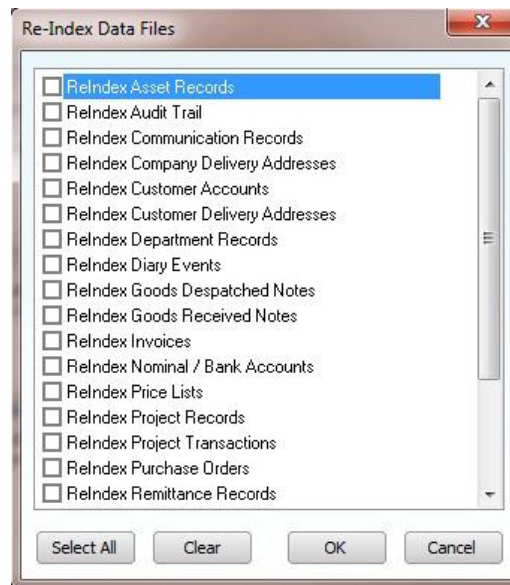 Re-Index Data Files
ReIndex Asset Records
ReIndex Audit Trail
ReIndex Communication Records
ReIndex Company Delivery Addresses
ReIndex Customer Accounts
ReIndex Customer Delivery Addresses
ReIndex Department Records
ReIndex Diary Events
ReIndex Goods Despatched Notes
ReIndex Goods Received Notes
ReIndex Invoices
ReIndex Nominal / Bank Accounts
ReIndex Price Lists
ReIndex Project Records
ReIndex Project Transactions
ReIndex Purchase Orders
ReIndex Remittance Records
Select All Clear OK Cancel